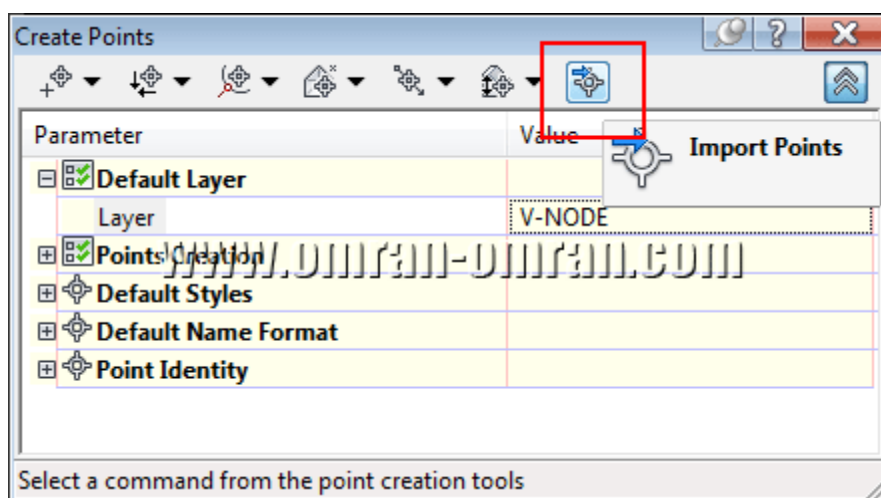 Create Points
Parameter
Value
Import Points
Default Layer
Layer
V-NODE
Points Creation
www.omran-omran.com
Default Styles
Default Name Format
Point Identity
Select a command from the point creation tools